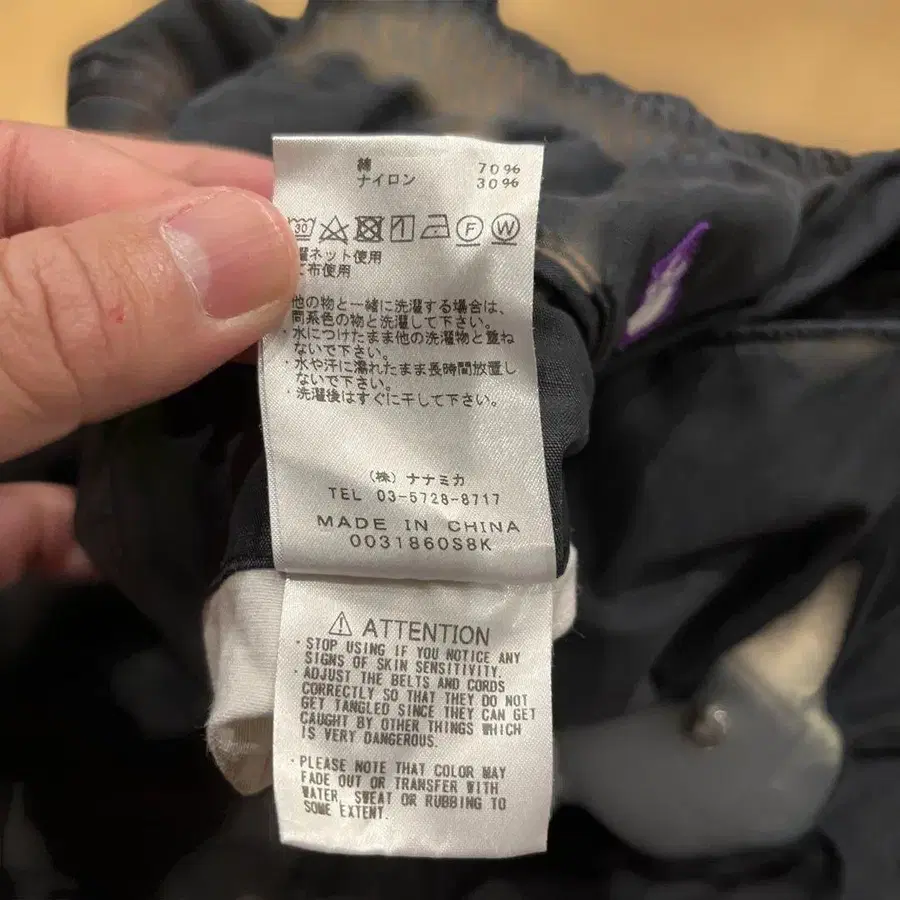 綿 70%
ナイロン 30%
30 F W
ネット使用
布使用
他の物と一緒に洗濯する場合は、
同系色の物と洗濯して下さい。
・水につけたまま他の洗濯物と重ね
ないで下さい。
・水や汗に濡れたまま長時間放置し
ないで下さい。
・洗濯後はすぐに干して下さい。
(株) ナナミカ
TEL 03-5728-8717
MADE IN CHINA
0031860S8K
⚠ ATTENTION
・STOP USING IF YOU NOTICE ANY
SIGNS OF SKIN SENSITIVITY.
・ADJUST THE BELTS AND CORDS
CORRECTLY SO THAT THEY DO NOT
GET TANGLED SINCE THEY CAN GET
CAUGHT BY OTHER THINGS WHICH
IS VERY DANGEROUS.
・PLEASE NOTE THAT COLOR MAY
FADE OUT OR TRANSFER WITH
WATER, SWEAT OR RUBBING TO
SOME EXTENT.